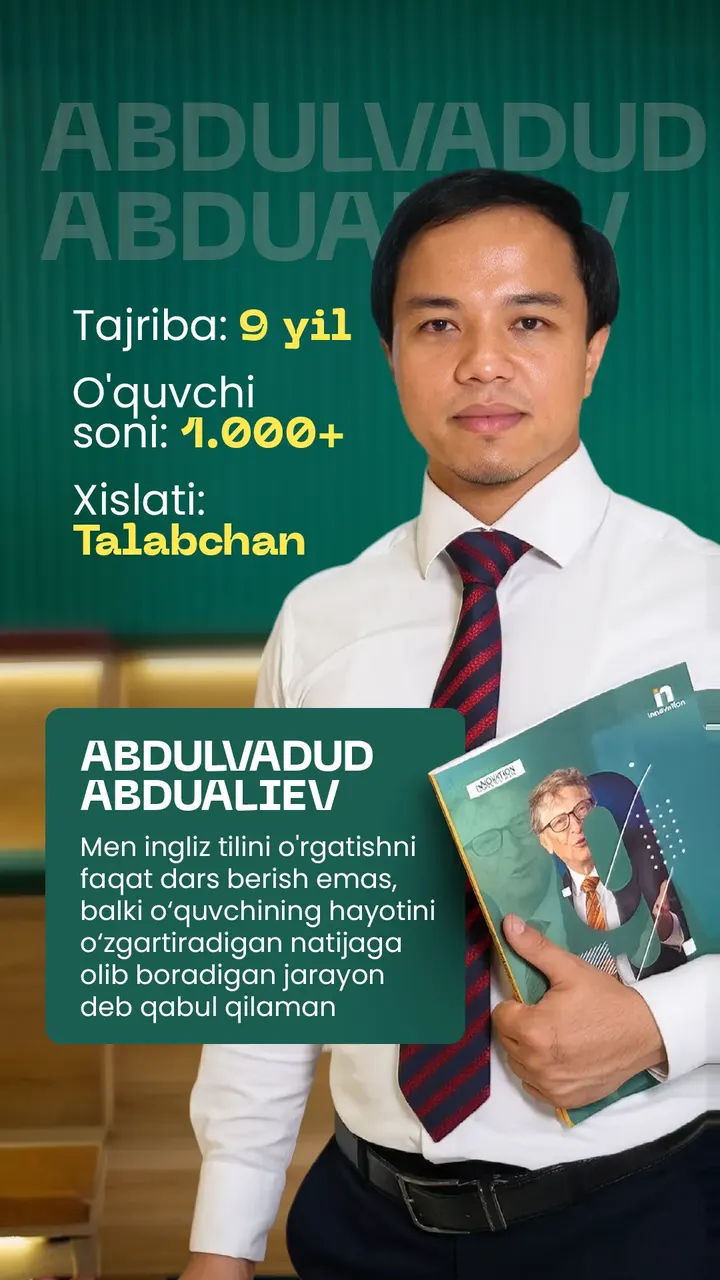 ABDULVADUD
Tajriba: 9 yil
O'quvchi
soni: 1.000+
Xislati:
Talabchan
ABDULVADUD
ABDUALIEV
Men ingliz tilini o'rgatishni
faqat dars berish emas,
balki o‘quvchining hayotini
o‘zgartiradigan natijaga
olib boradigan jarayon
deb qabul qilaman
in
innovation
INNOVATION